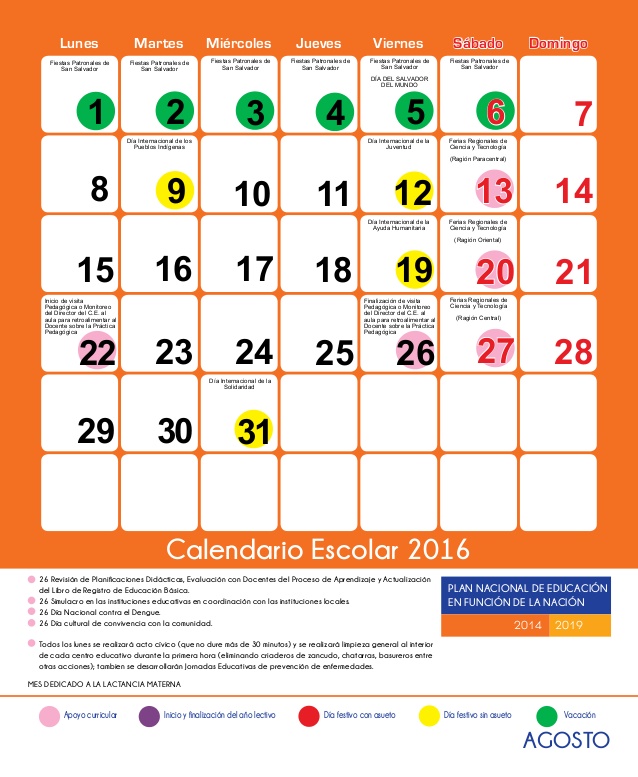 Lunes Martes Miércoles Jueves Viernes Sábado Domingo
Fiestas Patronales de
San Salvador
1
Fiestas Patronales de
San Salvador
2
Fiestas Patronales de
San Salvador
3
Fiestas Patronales de
San Salvador
4
Fiestas Patronales de
San Salvador
DÍA DEL SALVADOR
DEL MUNDO
5
Fiestas Patronales de
San Salvador
6
7
8
Día Internacional de los
Pueblos Indígenas
9
10
11
Día Internacional de la
Juventud
12
Ferias Regionales de
Ciencia y Tecnología
(Ragión Paracentral)
13
14
15
16
17
18
Día Internacional de la
Ayuda Humanitaria
19
Ferias Regionales de
Ciencia y Tecnología
(Ragión Oriental)
20
21
Inicio de visita
Pedagógica o Monitoreo
del Director del C.E. al
aula para retroalimentar al
Docente sobre la Práctica
Pedagógica
22
23
24
25
Finalización de visita
Pedagógica o Monitoreo
del Director del C.E. al
aula para retroalimentar al
Docente sobre la Práctica
Pedagógica
26
Ferias Regionales de
Ciencia y Tecnología
(Ragión Central)
27
28
29
30
Día Internacional de la
Solidaridad
31
Calendario Escolar 2016
26 Revisión de Planificaciones Didácticas, Evaluación con Docentes del Proceso de Aprendizaje y Actualización
del Libro de Registro de Educación Básica.
26 Simulacro en las instituciones educativas en coordinación con las instituciones locales.
26 Día Nacional contra el Dengue.
26 Día cultural de convivencia con la comunidad.
Todos los lunes se realizará acto cívico (que no dure más de 30 minutos) y se realizará limpieza general al interior
de cada centro educativo durante la primera hora (eliminando criaderos de zancudo, chatarras, basureros entre
otras acciones); tambien se desarrollarán Jornadas Educativas de prevención de enfermedades.
MES DEDICADO A LA LACTANCIA MATERNA
PLAN NACIONAL DE EDUCACIÓN
EN FUNCIÓN DE LA NACIÓN
2014 2019
Apoyo curricular Inicio y finalización del año lectivo Día festivo con asueto Día festivo sin asueto Vacación
AGOSTO